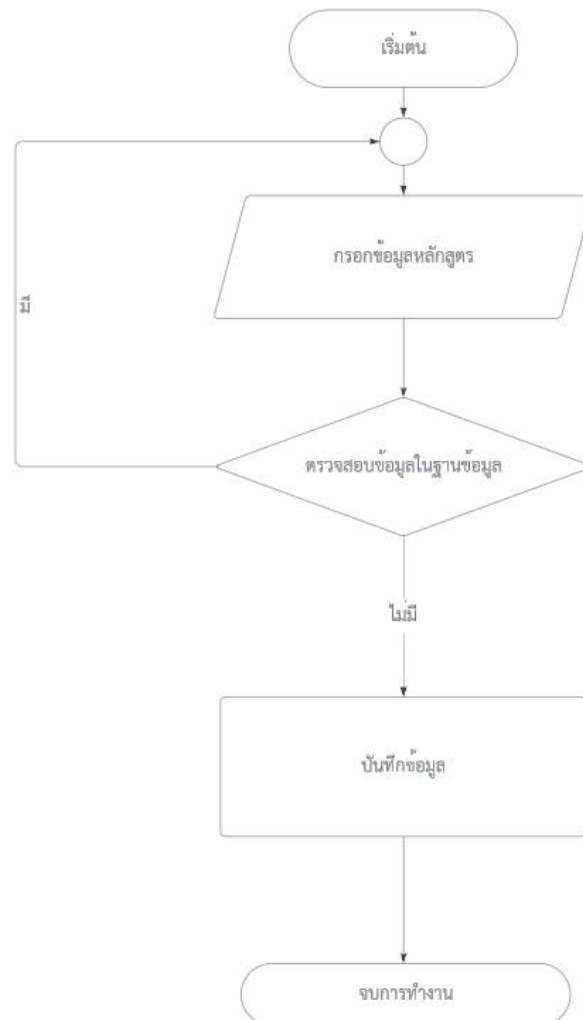 เริ่มต้น
กรอกข้อมูลหลักสูตร
มี
ตรวจสอบข้อมูลในฐานข้อมูล
ไม่มี
บันทึกข้อมูล
จบการทำงาน